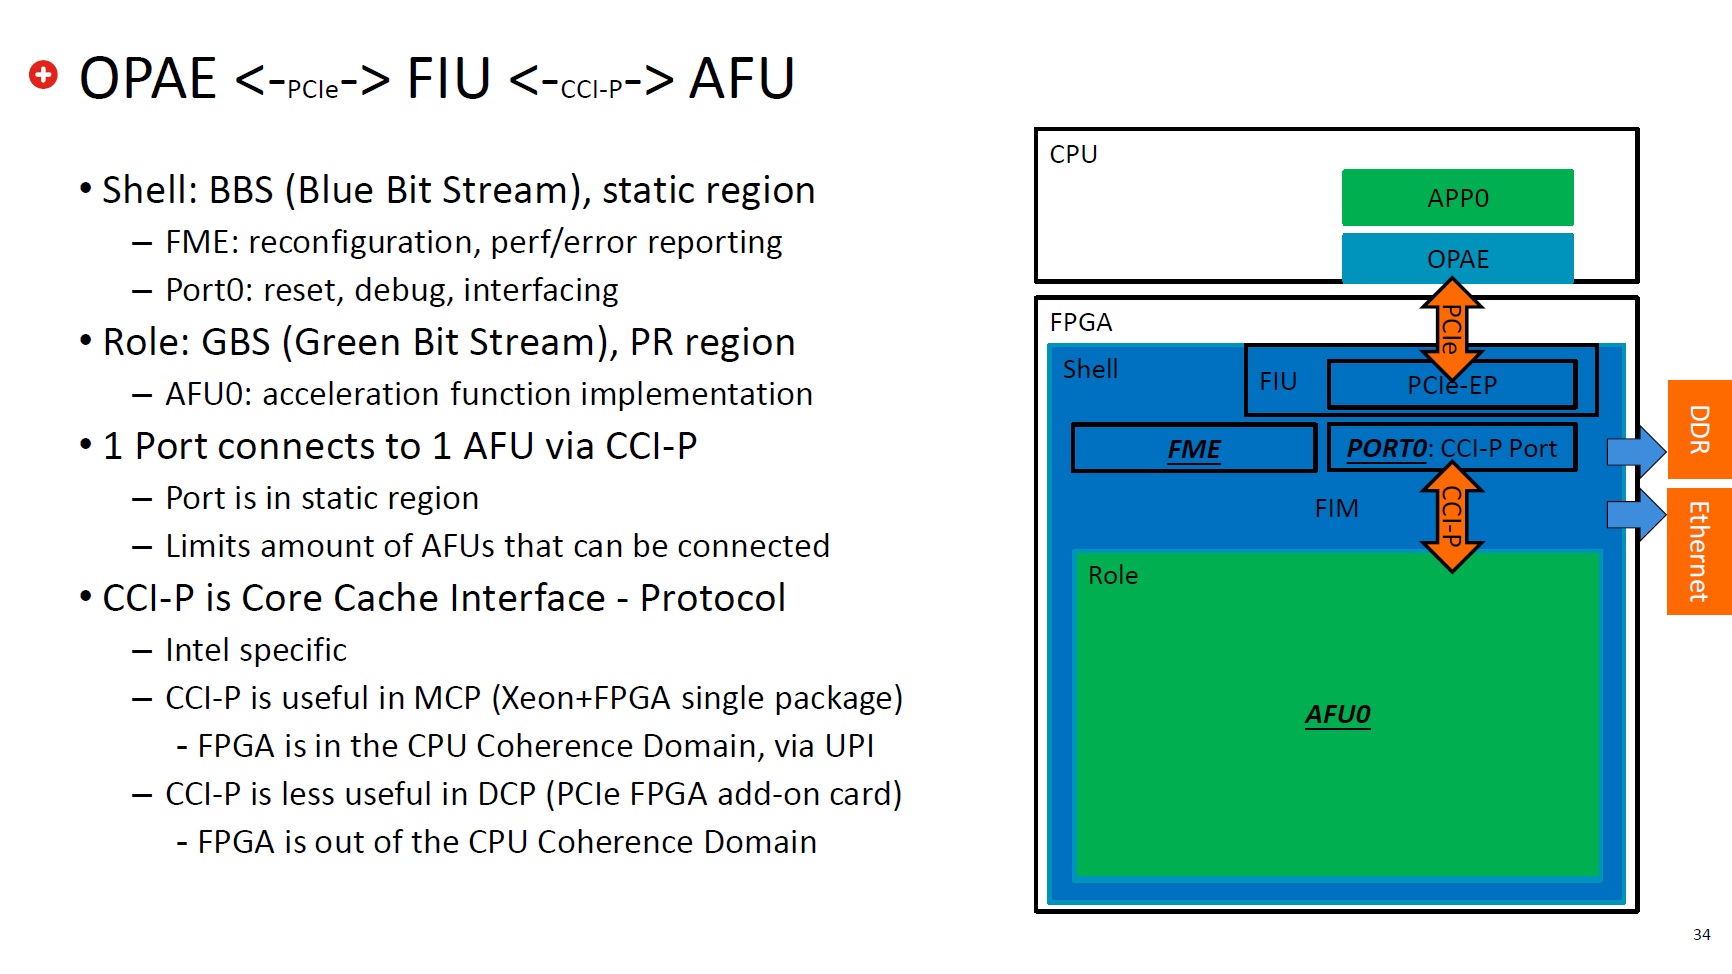 OPAE <-PCIe-> FIU <-CCI-P-> AFU
• Shell: BBS (Blue Bit Stream), static region
– FME: reconfiguration, perf/error reporting
– Port0: reset, debug, interfacing
• Role: GBS (Green Bit Stream), PR region
– AFU0: acceleration function implementation
• 1 Port connects to 1 AFU via CCI-P
– Port is in static region
– Limits amount of AFUs that can be connected
• CCI-P is Core Cache Interface - Protocol
– Intel specific
– CCI-P is useful in MCP (Xeon+FPGA single package)
- FPGA is in the CPU Coherence Domain, via UPI
– CCI-P is less useful in DCP (PCIe FPGA add-on card)
- FPGA is out of the CPU Coherence Domain
CPU
APP0
OPAE
PCIe
FPGA
Shell
FIU
PCIe-EP
FME
PORT0: CCI-P Port
FIM
CCI-P
Role
AFU0
DDR
Ethernet
34